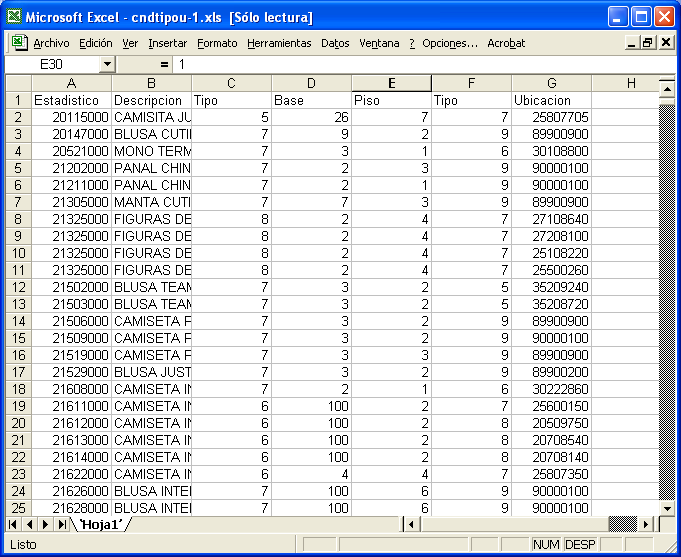 Microsoft Excel - cndtipou-1.xls [Sólo lectura]
Archivo Edición Ver Insertar Formato Herramientas Datos Ventana ? Opciones... Acrobat
E30 = 1
A B C D E F G H
1 Estadistico Descripcion Tipo Base Piso Tipo Ubicacion
2 20115000 CAMISITA JU 5 26 7 7 25807705
3 20147000 BLUSA CUTI 7 9 2 9 89900900
4 20521000 MONO TERM 7 3 1 6 30108800
5 21202000 PANAL CHIN 7 2 3 9 90000100
6 21211000 PANAL CHIN 7 2 1 9 90000100
7 21305000 MANTA CUTI 7 7 3 9 89900900
8 21325000 FIGURAS DE 8 2 4 7 27108640
9 21325000 FIGURAS DE 8 2 4 7 27208100
10 21325000 FIGURAS DE 8 2 4 7 25108220
11 21325000 FIGURAS DE 8 2 4 7 25500260
12 21502000 BLUSA TEAM 7 3 2 5 35209240
13 21503000 BLUSA TEAM 7 3 2 5 35208720
14 21506000 CAMISETA F 7 3 2 9 89900900
15 21509000 CAMISETA F 7 3 2 9 90000100
16 21519000 CAMISETA F 7 3 3 9 89900900
17 21529000 BLUSA JUST 7 3 2 9 89900200
18 21608000 CAMISETA IN 7 2 1 6 30222860
19 21611000 CAMISETA IN 6 100 2 7 25600150
20 21612000 CAMISETA IN 6 100 2 8 20509750
21 21613000 CAMISETA IN 6 100 2 8 20708540
22 21614000 CAMISETA IN 6 100 2 8 20708140
23 21622000 CAMISETA IN 6 4 4 7 25807350
24 21626000 BLUSA INTEI 7 100 6 9 90000100
25 21628000 BLUSA INTEI 7 100 6 9 90000100
'Hoja1'
Listo NUM DESP